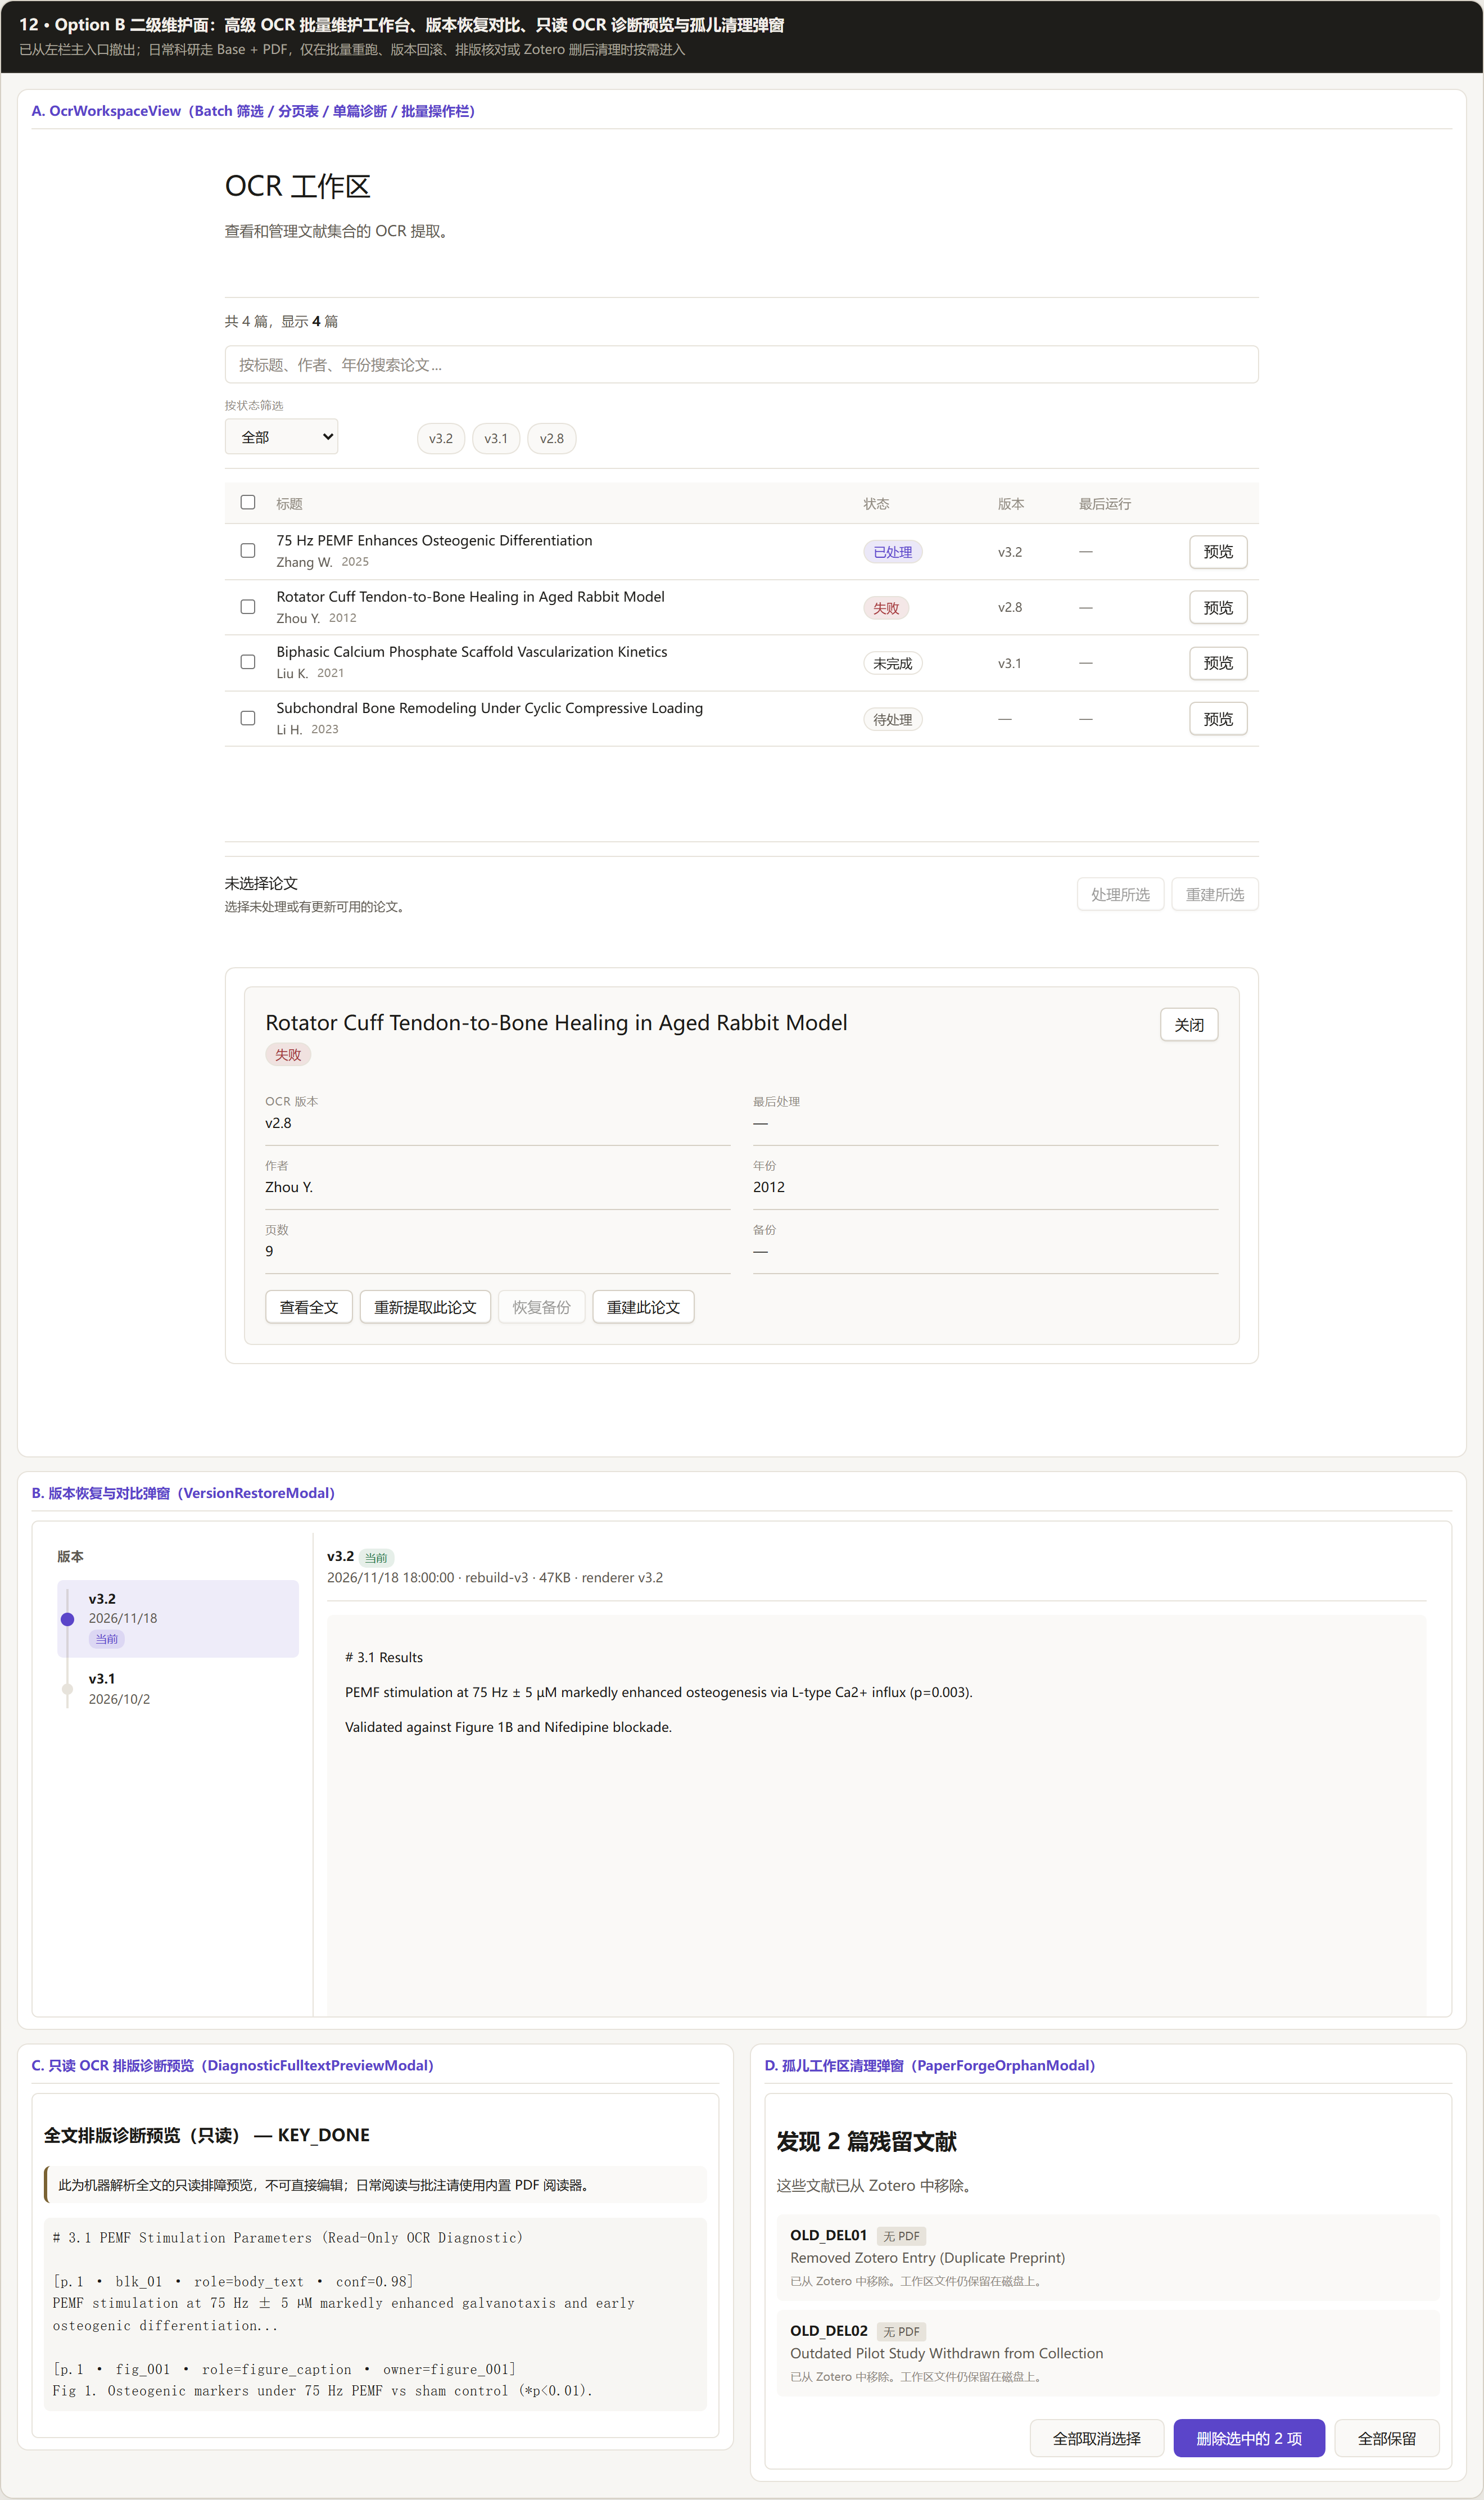 12 • Option B 二级维护面：高级 OCR 批量维护工作台、版本恢复对比、只读 OCR 诊断预览与孤儿清理弹窗
已从左栏主入口撤出；日常科研走 Base + PDF，仅在批量重跑、版本回滚、排版核对或 Zotero 删后清理时按需进入
A. OcrWorkspaceView（Batch 筛选 / 分页表 / 单篇诊断 / 批量操作栏）
OCR 工作区
查看和管理文献集合的 OCR 提取。
共 4 篇，显示 4 篇
按标题、作者、年份搜索论文...
按状态筛选
全部 v3.2 v3.1 v2.8
标题 状态 版本 最后运行
75 Hz PEMF Enhances Osteogenic Differentiation
Zhang W. 2025
已处理 v3.2 — 预览
Rotator Cuff Tendon-to-Bone Healing in Aged Rabbit Model
Zhou Y. 2012
失败 v2.8 — 预览
Biphasic Calcium Phosphate Scaffold Vascularization Kinetics
Liu K. 2021
未完成 v3.1 — 预览
Subchondral Bone Remodeling Under Cyclic Compressive Loading
Li H. 2023
待处理 — — 预览
未选择论文
选择未处理或有更新可用的论文。
处理所选 重建所选
Rotator Cuff Tendon-to-Bone Healing in Aged Rabbit Model
关闭
失败
OCR 版本 最后处理
v2.8 —
作者 年份
Zhou Y. 2012
页数 备份
9 —
查看全文 重新提取此论文 恢复备份 重建此论文
B. 版本恢复与对比弹窗（VersionRestoreModal）
版本
v3.2
2026/11/18
当前
v3.1
2026/10/2
v3.2 当前
2026/11/18 18:00:00 · rebuild-v3 · 47KB · renderer v3.2
# 3.1 Results
PEMF stimulation at 75 Hz ± 5 μM markedly enhanced osteogenesis via L-type Ca2+ influx (p=0.003).
Validated against Figure 1B and Nifedipine blockade.
C. 只读 OCR 排版诊断预览（DiagnosticFulltextPreviewModal）
全文排版诊断预览（只读） — KEY_DONE
此为机器解析全文的只读排障预览，不可直接编辑；日常阅读与批注请使用内置 PDF 阅读器。
# 3.1 PEMF Stimulation Parameters (Read-Only OCR Diagnostic)
[p.1 • blk_01 • role=body_text • conf=0.98]
PEMF stimulation at 75 Hz ± 5 μM markedly enhanced galvanotaxis and early
osteogenic differentiation...
[p.1 • fig_001 • role=figure_caption • owner=figure_001]
Fig 1. Osteogenic markers under 75 Hz PEMF vs sham control (*p<0.01).
D. 孤儿工作区清理弹窗（PaperForgeOrphanModal）
发现 2 篇残留文献
这些文献已从 Zotero 中移除。
OLD_DEL01 无 PDF
Removed Zotero Entry (Duplicate Preprint)
已从 Zotero 中移除。工作区文件仍保留在磁盘上。
OLD_DEL02 无 PDF
Outdated Pilot Study Withdrawn from Collection
已从 Zotero 中移除。工作区文件仍保留在磁盘上。
全部取消选择 删除选中的 2 项 全部保留